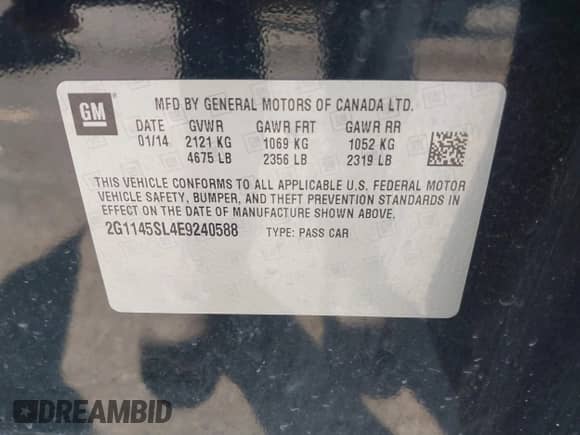 GM
MFD BY GENERAL MOTORS OF CANADA LTD.
DATE GVWR GAWR FRT GAWR RR
01/14 2121 KG 1069 KG 1052 KG
4675 LB 2356 LB 2319 LB
THIS VEHICLE CONFORMS TO ALL APPLICABLE U.S. FEDERAL MOTOR
VEHICLE SAFETY, BUMPER, AND THEFT PREVENTION STANDARDS IN
EFFECT ON THE DATE OF MANUFACTURE SHOWN ABOVE.
2G1145SL4E9240588 TYPE: PASS CAR
DREAMBID